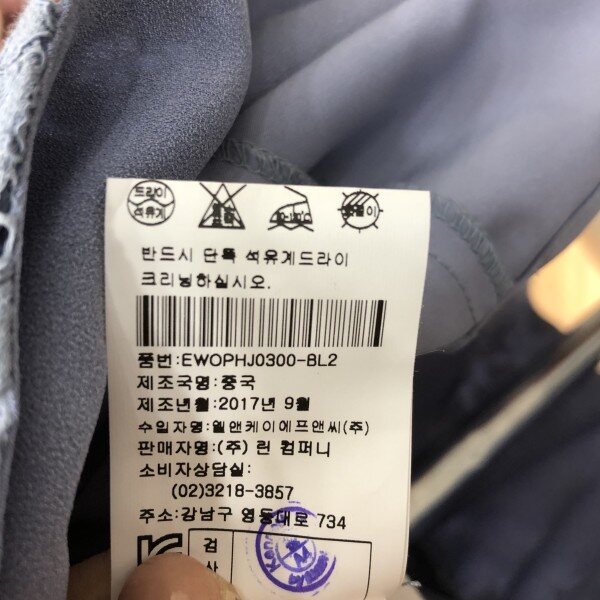 드라이
석유계
반드시 단독 석유계드라이
크리닝하십시오.
품번:EWOPHJ0300-BL2
제조국명:중국
제조년월:2017년 9월
수입자명:웰앤케이에프앤씨(주)
판매자명:(주) 린 컴퍼니
소비자상담실:
(02)3218-3857
주소:강남구 영동대로 734
검
사